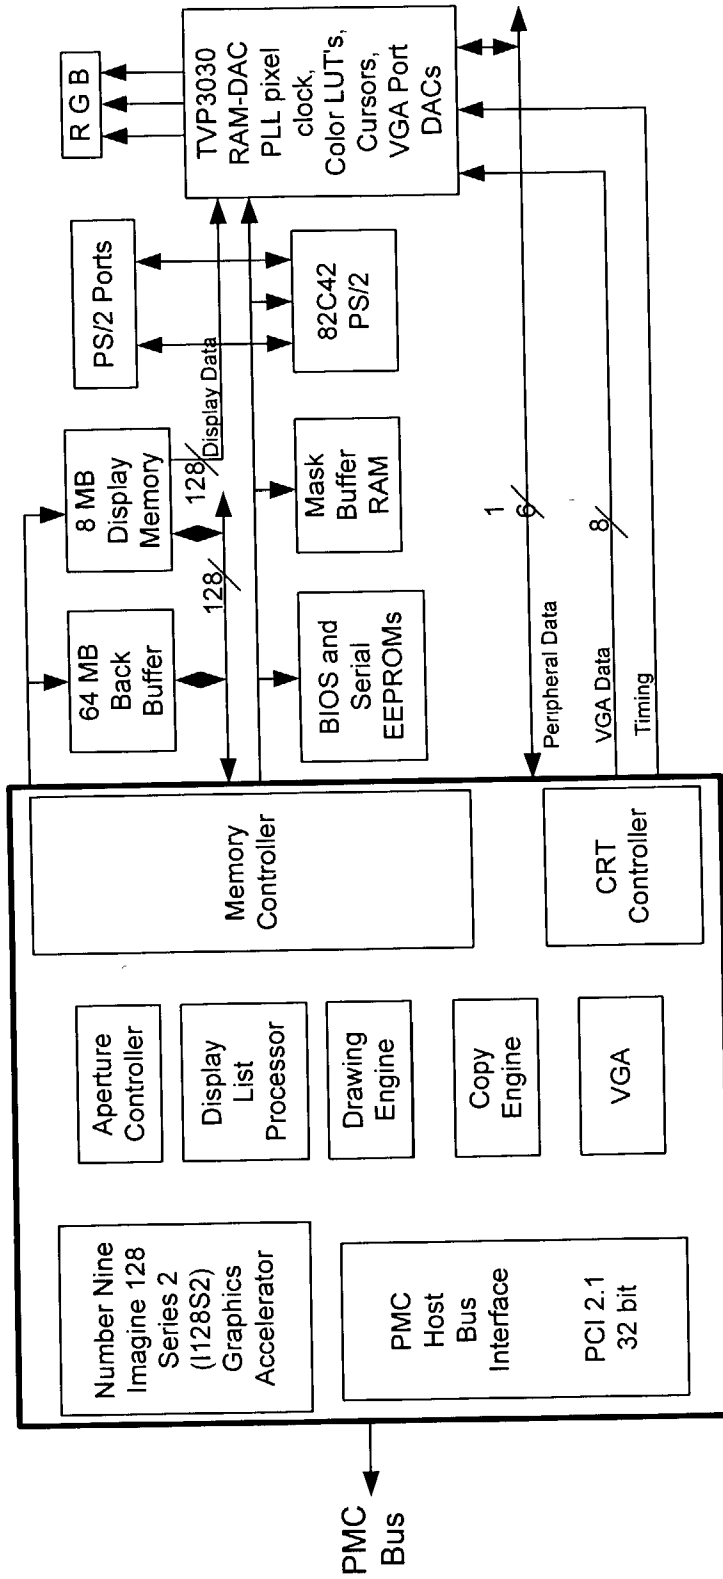 PMC
Bus
Number Nine
Imagine 128
Series 2
(I128S2)
Graphics
Accelerator
PMC
Host
Bus
Interface
PCI 2.1
32 bit
Aperture
Controller
Display
List
Processor
Drawing
Engine
Copy
Engine
VGA
Memory
Controller
CRT
Controller
64 MB
Back
Buffer
8 MB
Display
Memory
128
128
Display Data
BIOS and
Serial
EEPROMs
Mask
Buffer
RAM
PS/2 Ports
82C42
PS/2
R G B
TVP3030
RAM-DAC
PLL pixel
clock,
Color LUT's,
Cursors,
VGA Port
DACs
Peripheral Data
1
6
VGA Data
8
Timing